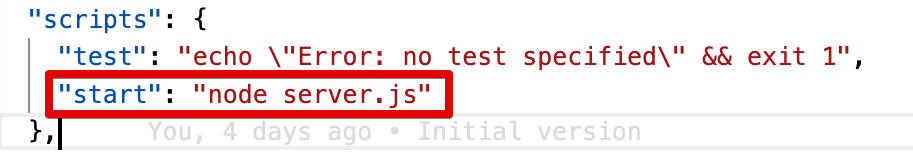 "scripts": {
"test": "echo \"Error: no test specified\" && exit 1",
"start": "node server.js"
}, You, 4 days ago • Initial version